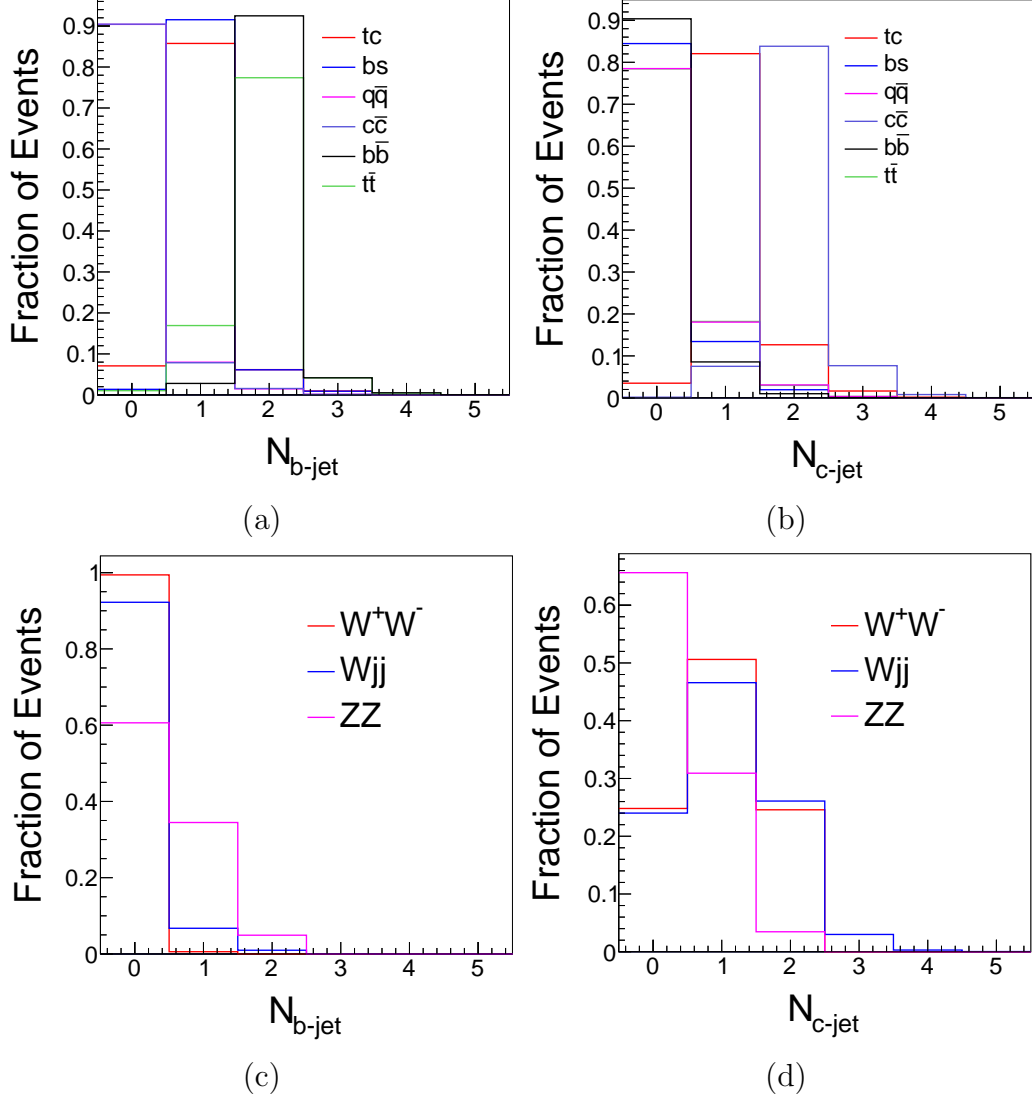 Fraction of Events
0.9
0.8
0.7
0.6
0.5
0.4
0.3
0.2
0.1
0
tc
bs
qq̄
cc̄
bb̄
tt̄
0 1 2 3 4 5
N_b-jet
(a)
Fraction of Events
0.9
0.8
0.7
0.6
0.5
0.4
0.3
0.2
0.1
0
tc
bs
qq̄
cc̄
bb̄
tt̄
0 1 2 3 4 5
N_c-jet
(b)
Fraction of Events
1
0.8
0.6
0.4
0.2
0
W⁺W⁻
Wjj
ZZ
0 1 2 3 4 5
N_b-jet
(c)
Fraction of Events
0.6
0.5
0.4
0.3
0.2
0.1
0
W⁺W⁻
Wjj
ZZ
0 1 2 3 4 5
N_c-jet
(d)